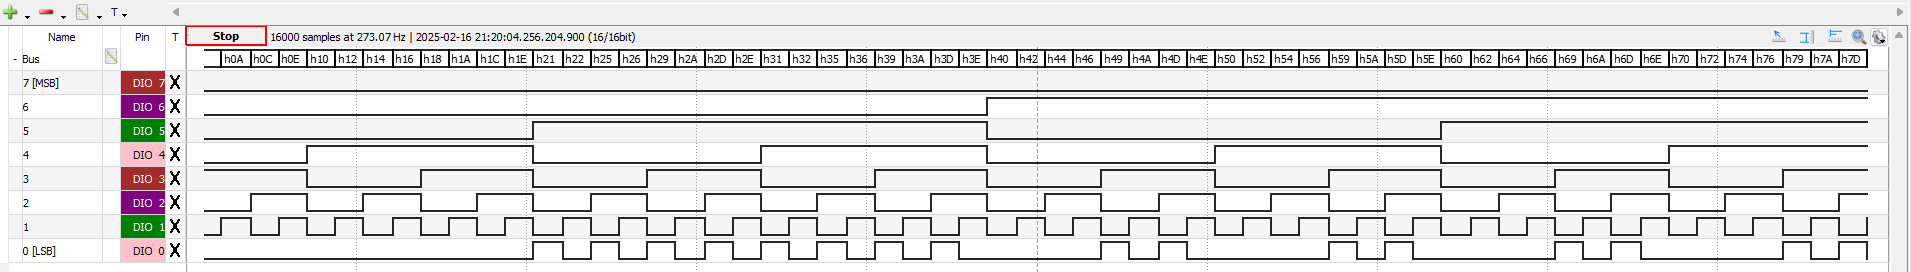 T
Name Pin T Stop 16000 samples at 273.07 Hz | 2025-02-16 21:20:04.256.204.900 (16/16bit)
- Bus h0A h0C h0E h10 h12 h14 h16 h18 h1A h1C h1E h21 h22 h25 h26 h29 h2A h2D h2E h31 h32 h35 h36 h39 h3A h3D h3E h40 h42 h44 h46 h49 h4A h4D h4E h50 h52 h54 h56 h59 h5A h5D h5E h60 h62 h64 h66 h69 h6A h6D h6E h70 h72 h74 h76 h79 h7A h7D
7 [MSB] DIO 7 X
6 DIO 6 X
5 DIO 5 X
4 DIO 4 X
3 DIO 3 X
2 DIO 2 X
1 DIO 1 X
0 [LSB] DIO 0 X